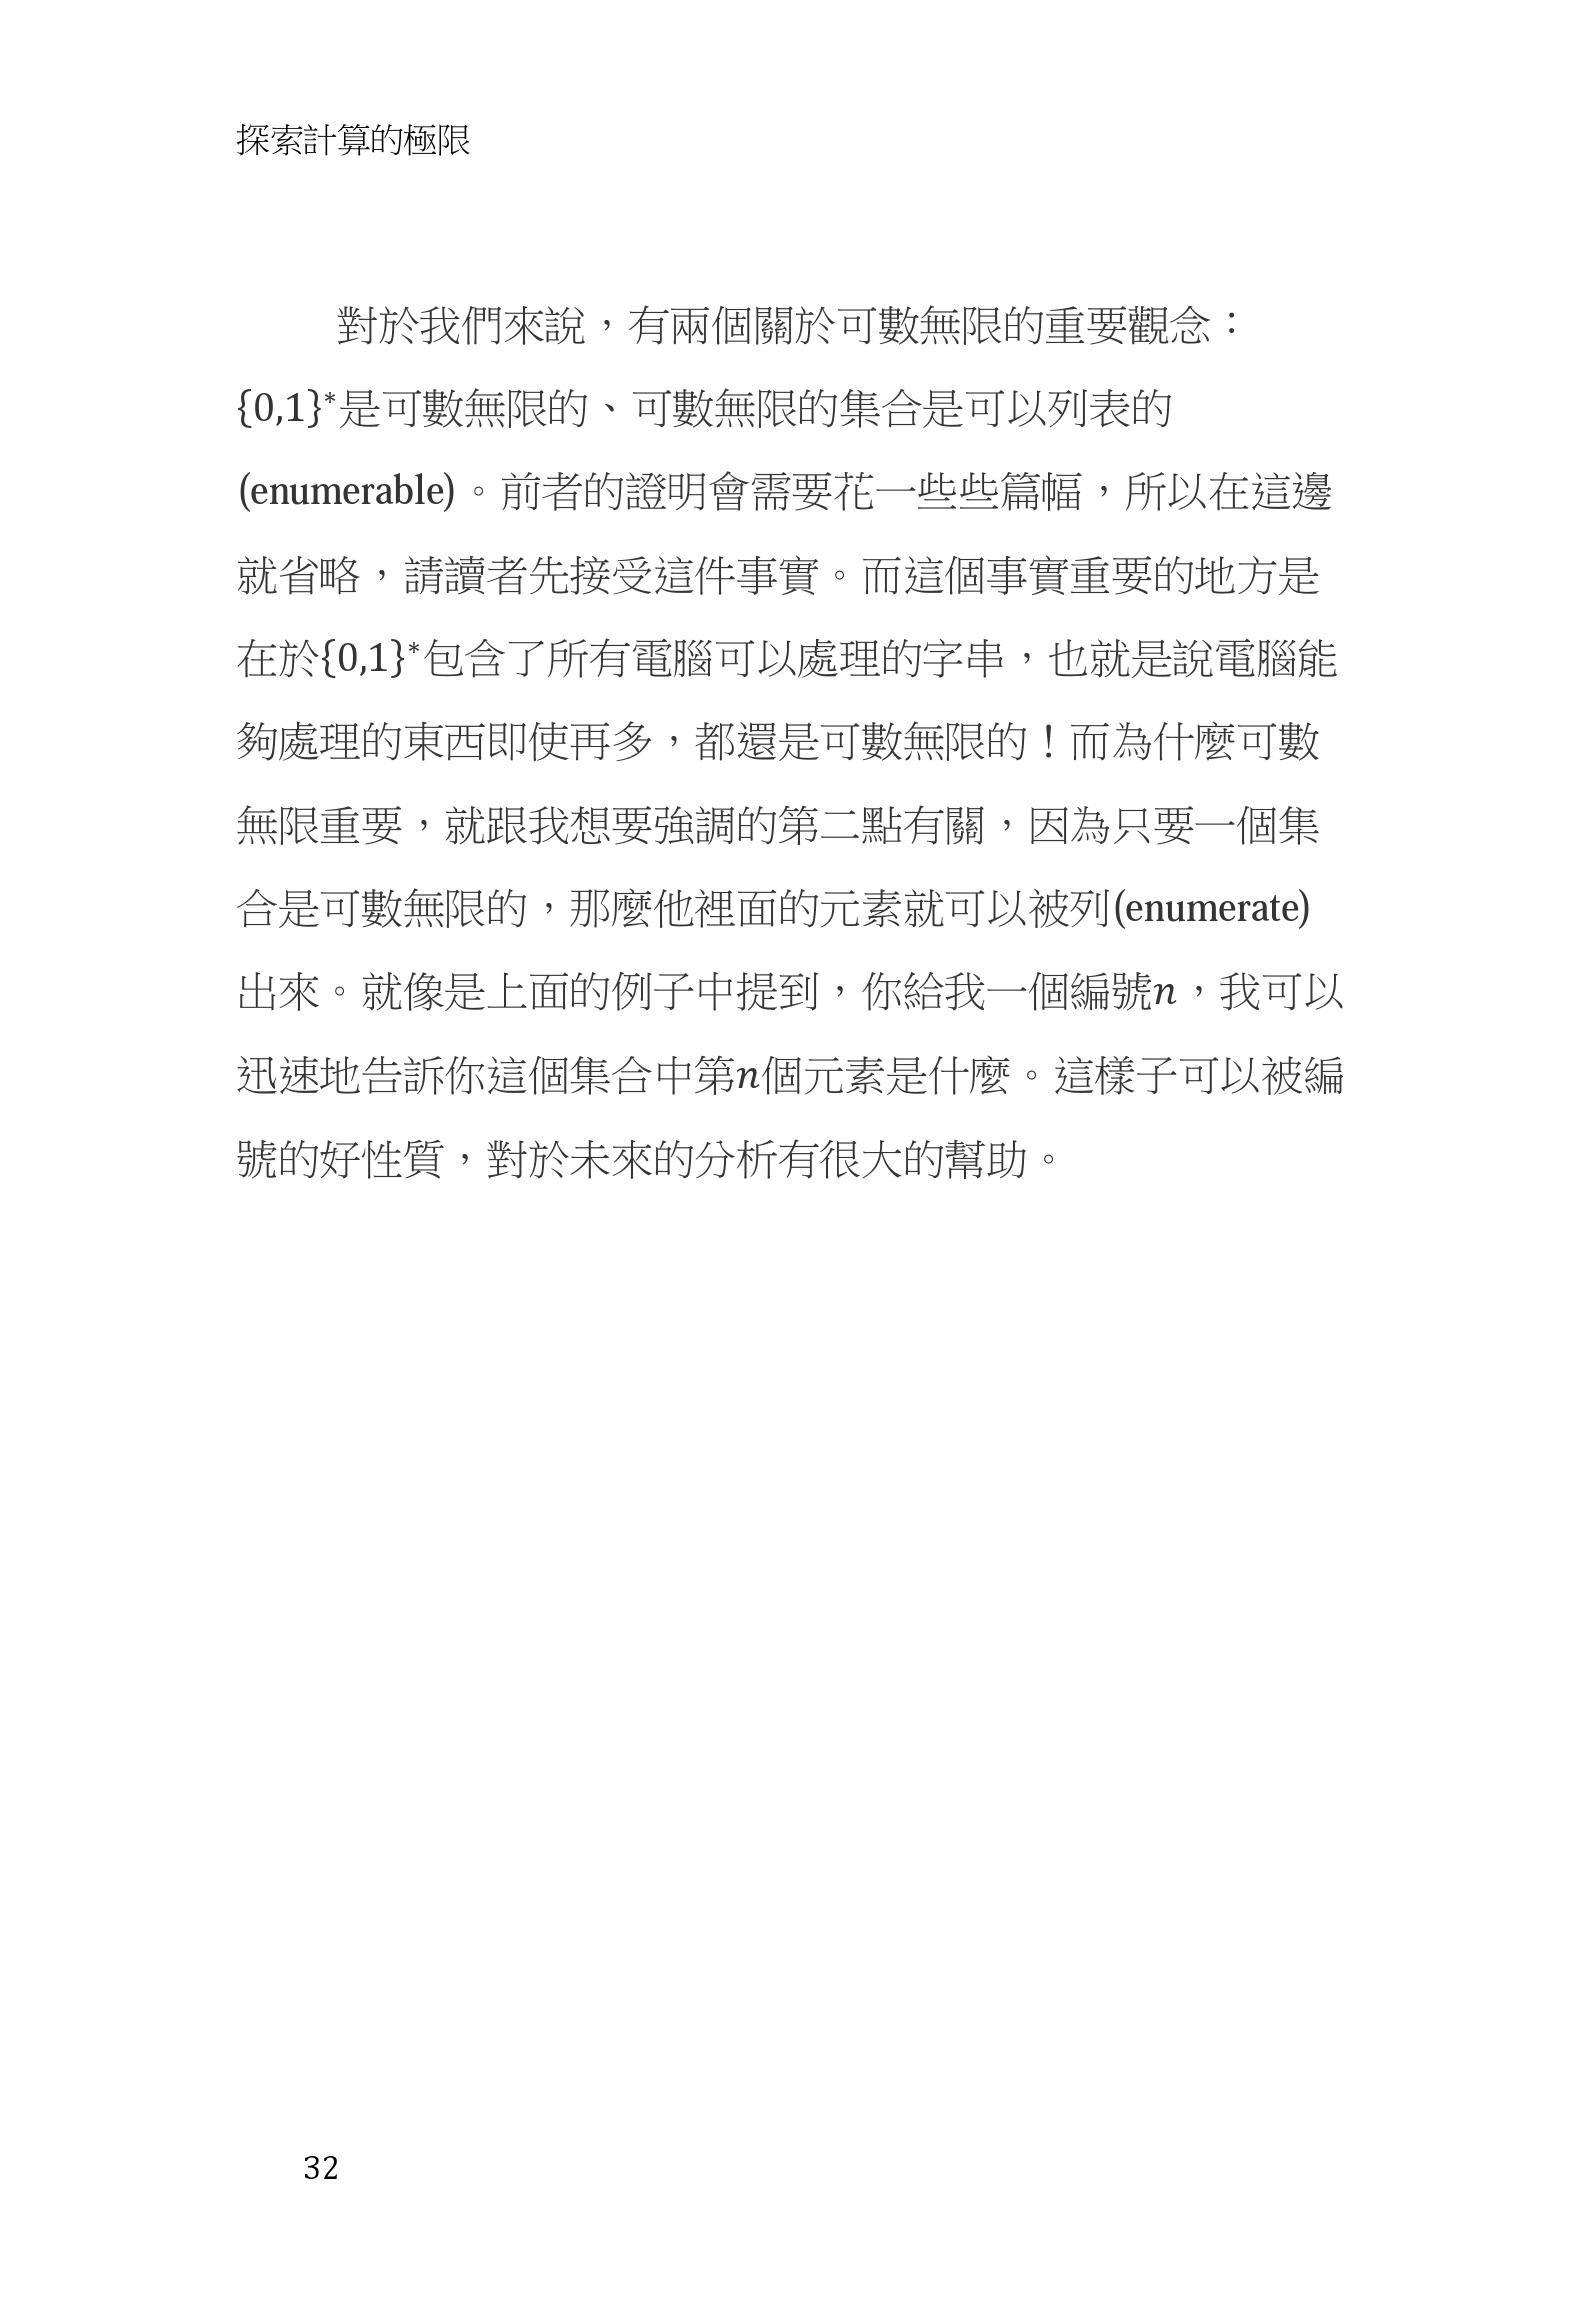 探索計算的極限
對於我們來說，有兩個關於可數無限的重要觀念：
{0,1}*是可數無限的、可數無限的集合是可以列表的
(enumerable)。前者的證明會需要花一些些篇幅，所以在這邊
就省略，請讀者先接受這件事實。而這個事實重要的地方是
在於{0,1}*包含了所有電腦可以處理的字串，也就是說電腦能
夠處理的東西即使再多，都還是可數無限的！而為什麼可數
無限重要，就跟我想要強調的第二點有關，因為只要一個集
合是可數無限的，那麼他裡面的元素就可以被列(enumerate)
出來。就像是上面的例子中提到，你給我一個編號n，我可以
迅速地告訴你這個集合中第n個元素是什麼。這樣子可以被編
號的好性質，對於未來的分析有很大的幫助。
32